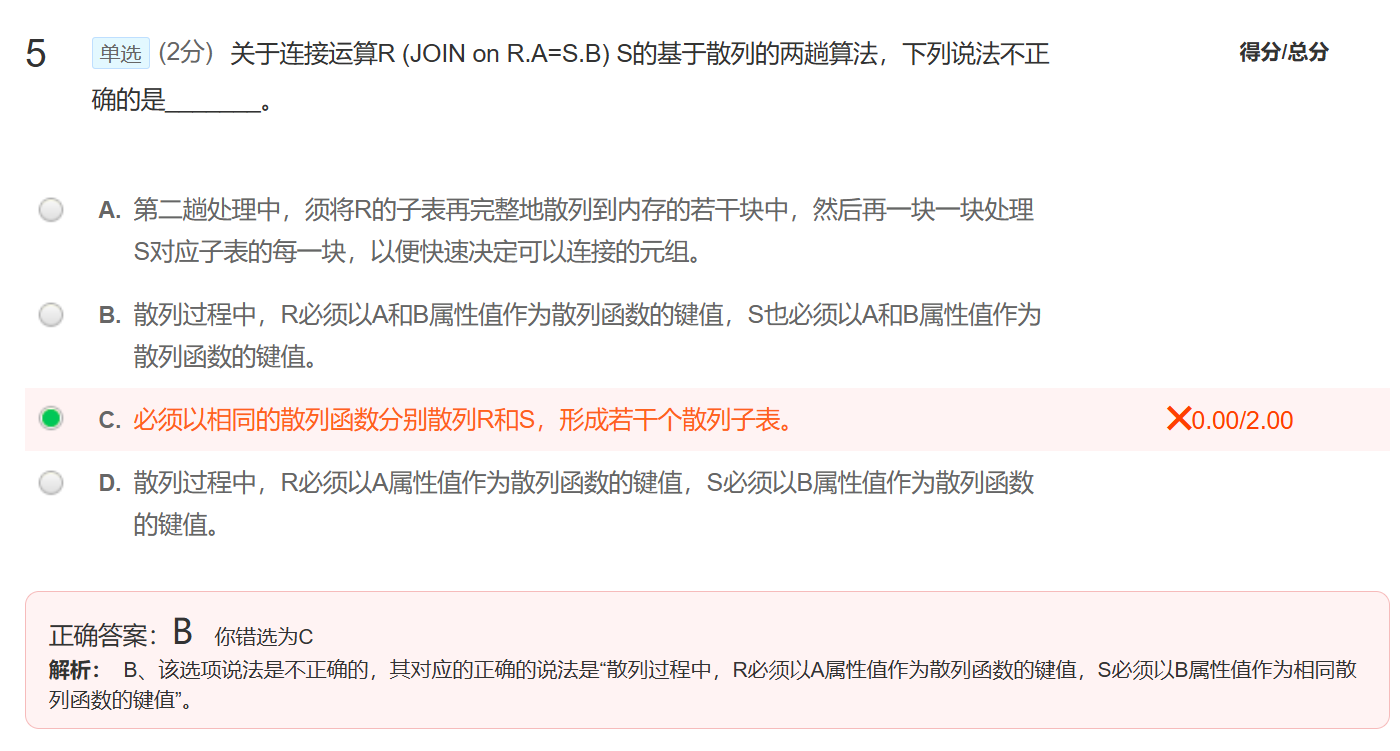 5 单选 (2分) 关于连接运算R (JOIN on R.A=S.B) S的基于散列的两趟算法，下列说法不正 得分/总分
确的是_______。
A. 第二趟处理中，须将R的子表再完整地散列到内存的若干块中，然后再一块一块处理
S对应子表的每一块，以便快速决定可以连接的元组。
B. 散列过程中，R必须以A和B属性值作为散列函数的键值，S也必须以A和B属性值作为
散列函数的键值。
C. 必须以相同的散列函数分别散列R和S，形成若干个散列子表。 ×0.00/2.00
D. 散列过程中，R必须以A属性值作为散列函数的键值，S必须以B属性值作为散列函数
的键值。
正确答案：B 你错选为C
解析： B、该选项说法是不正确的，其对应的正确的说法是“散列过程中，R必须以A属性值作为散列函数的键值，S必须以B属性值作为相同散
列函数的键值”。